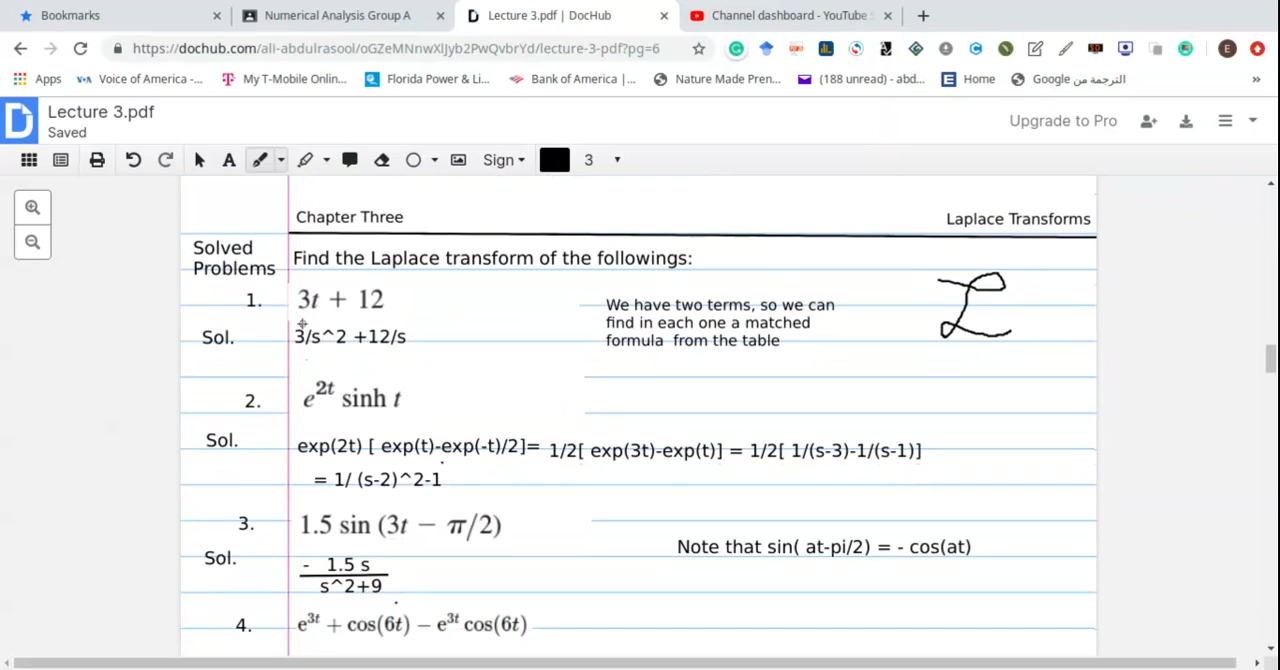 Bookmarks
Numerical Analysis Group A
Lecture 3.pdf | DocHub
Channel dashboard - YouTube
https://dochub.com/ali-abdulrasool/oGZeMNnwXlJyb2PwQvbrYd/lecture-3-pdf?pg=6
E
Apps
VOA
Voice of America -...
My T-Mobile Onlin...
Florida Power & Li...
Bank of America |...
Nature Made Pren...
(188 unread) - abd...
Home
الترجمة من Google
»
Lecture 3.pdf
Saved
Upgrade to Pro
A
Sign
3
Chapter Three
Laplace Transforms
Solved Problems
Find the Laplace transform of the followings:
1.
3t + 12
We have two terms, so we can
find in each one a matched
formula from the table
ℒ
Sol.
3/s^2 +12/s
2.
e^2t sinh t
Sol.
exp(2t) [ exp(t)-exp(-t)/2]= 1/2[ exp(3t)-exp(t)] = 1/2[ 1/(s-3)-1/(s-1)]
= 1/ (s-2)^2-1
3.
1.5 sin (3t − π/2)
Note that sin( at-pi/2) = - cos(at)
Sol.
- 1.5 s
s^2+9
4.
e^3t + cos(6t) − e^3t cos(6t)